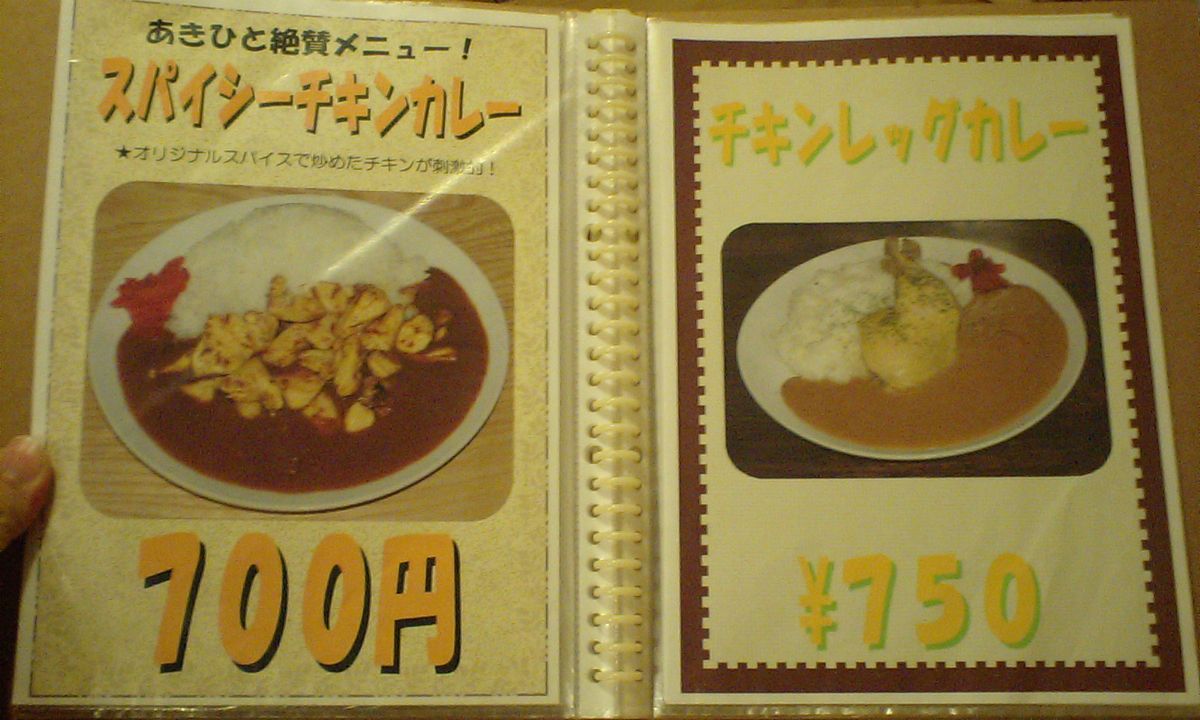 あきひと絶賛メニュー！
スパイシーチキンカレー
★オリジナルスパイスで炒めたチキンが刺激的！
700円
チキンレッグカレー
¥750